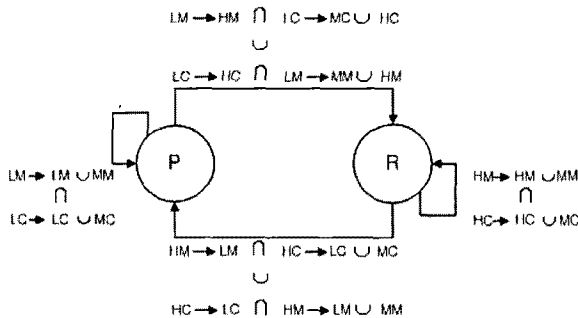 LM → HM ∩ LC → MC ∪ HC
∪
LC → HC ∩ LM → MM ∪ HM
P
R
LM → LM ∪ MM
∩
LC → LC ∪ MC
HM → HM ∪ MM
∩
HC → HC ∪ MC
HM → LM ∩ HC → LC ∪ MC
∪
HC → LC ∩ HM → LM ∪ MM